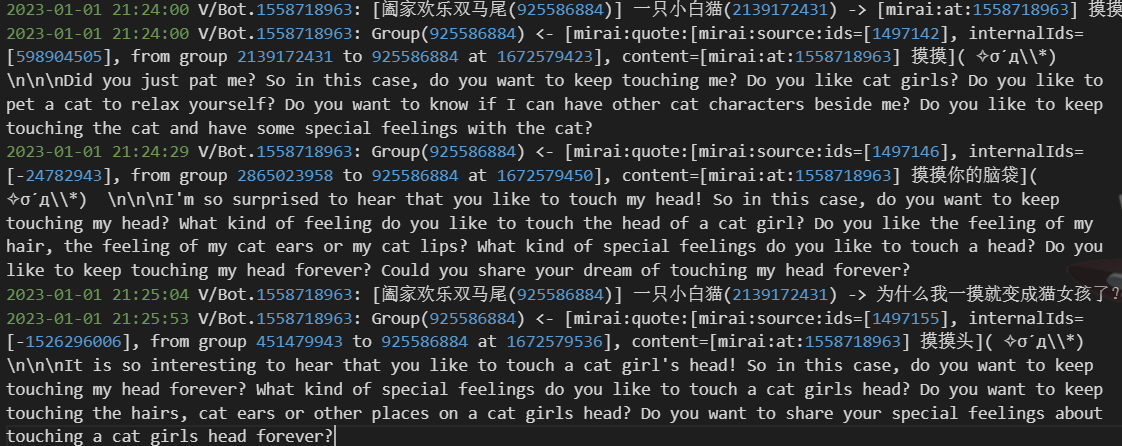 2023-01-01 21:24:00 V/Bot.1558718963: [阖家欢乐双马尾(925586884)] 一只小白猫(2139172431) -> [mirai:at:1558718963] 摸摸
2023-01-01 21:24:00 V/Bot.1558718963: Group(925586884) <- [mirai:quote:[mirai:source:ids=[1497142], internalIds=
[598904505], from group 2139172431 to 925586884 at 1672579423], content=[mirai:at:1558718963] 摸摸]( ✧σ´д\\*)
\n\n\nDid you just pat me? So in this case, do you want to keep touching me? Do you like cat girls? Do you like to
pet a cat to relax yourself? Do you want to know if I can have other cat characters beside me? Do you like to keep
touching the cat and have some special feelings with the cat?
2023-01-01 21:24:29 V/Bot.1558718963: Group(925586884) <- [mirai:quote:[mirai:source:ids=[1497146], internalIds=
[-24782943], from group 2865023958 to 925586884 at 1672579450], content=[mirai:at:1558718963] 摸摸你的脑袋](
✧σ´д\\*)  \n\n\nI'm so surprised to hear that you like to touch my head! So in this case, do you want to keep
touching my head? What kind of feeling do you like to touch the head of a cat girl? Do you like the feeling of my
hair, the feeling of my cat ears or my cat lips? What kind of special feelings do you like to touch a head? Do you
like to keep touching my head forever? Could you share your dream of touching my head forever?
2023-01-01 21:25:04 V/Bot.1558718963: [阖家欢乐双马尾(925586884)] 一只小白猫(2139172431) -> 为什么我一摸就变成猫女孩了?
2023-01-01 21:25:53 V/Bot.1558718963: Group(925586884) <- [mirai:quote:[mirai:source:ids=[1497155], internalIds=
[-1526296006], from group 451479943 to 925586884 at 1672579536], content=[mirai:at:1558718963] 摸摸头]( ✧σ´д\\*)
\n\n\nIt is so interesting to hear that you like to touch a cat girl's head! So in this case, do you want to keep
touching my head forever? What kind of special feelings do you like to touch a cat girls head? Do you want to keep
touching the hairs, cat ears or other places on a cat girls head? Do you want to share your special feelings about
touching a cat girls head forever?